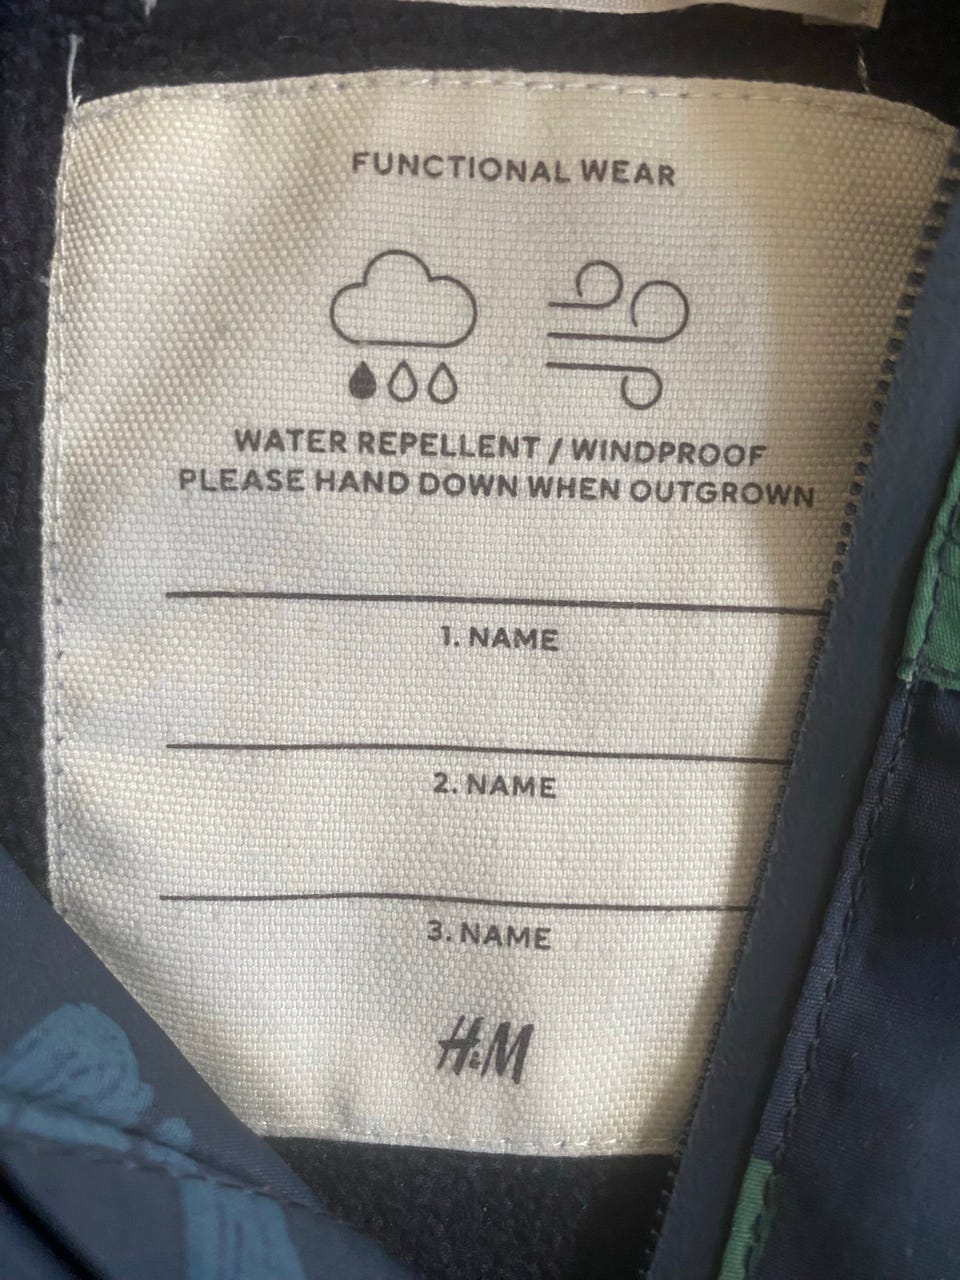 FUNCTIONAL WEAR
WATER REPELLENT / WINDPROOF
PLEASE HAND DOWN WHEN OUTGROWN
1. NAME
2. NAME
3. NAME
H&M